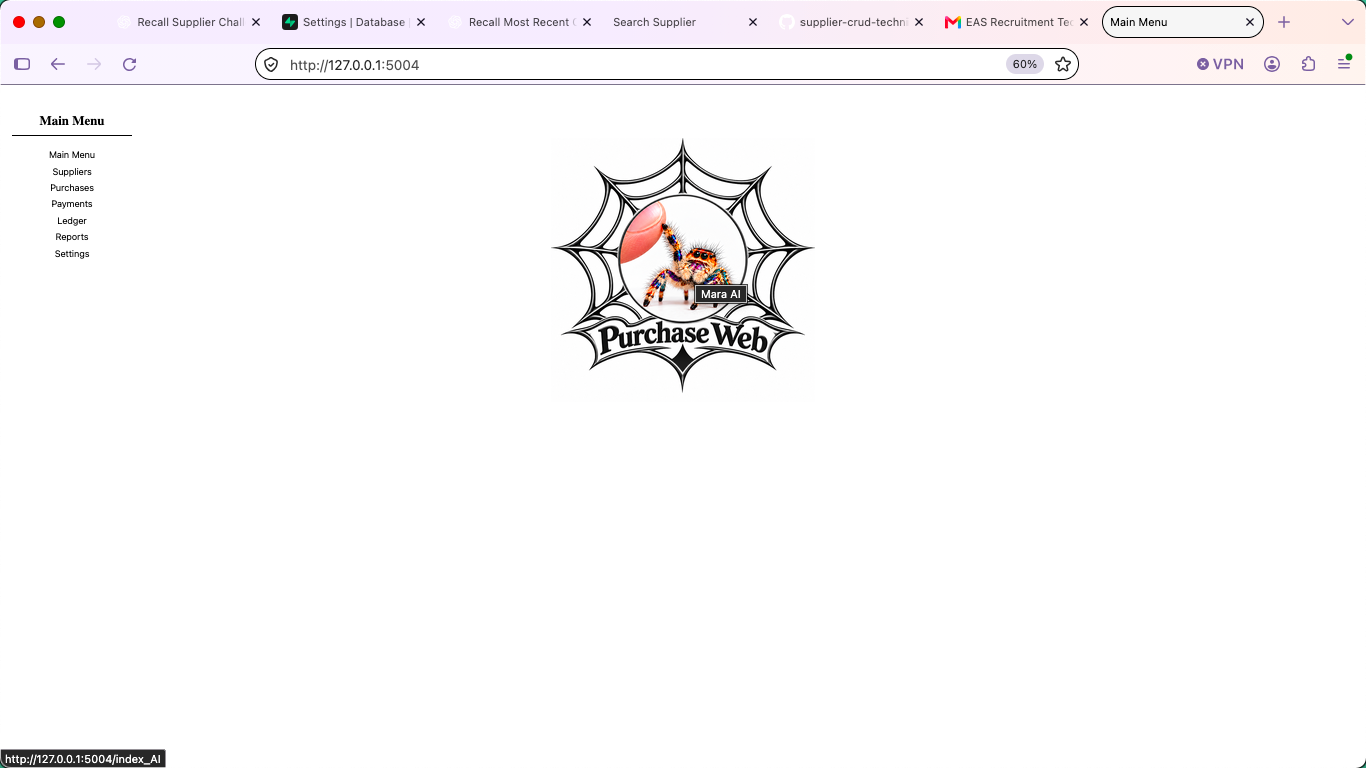 Recall Supplier Chall
Settings | Database
Recall Most Recent
Search Supplier
supplier-crud-techni
EAS Recruitment Tec
Main Menu
http://127.0.0.1:5004
60%
VPN
Main Menu
Main Menu
Suppliers
Purchases
Payments
Ledger
Reports
Settings
Mara AI
Purchase Web
http://127.0.0.1:5004/index_AI